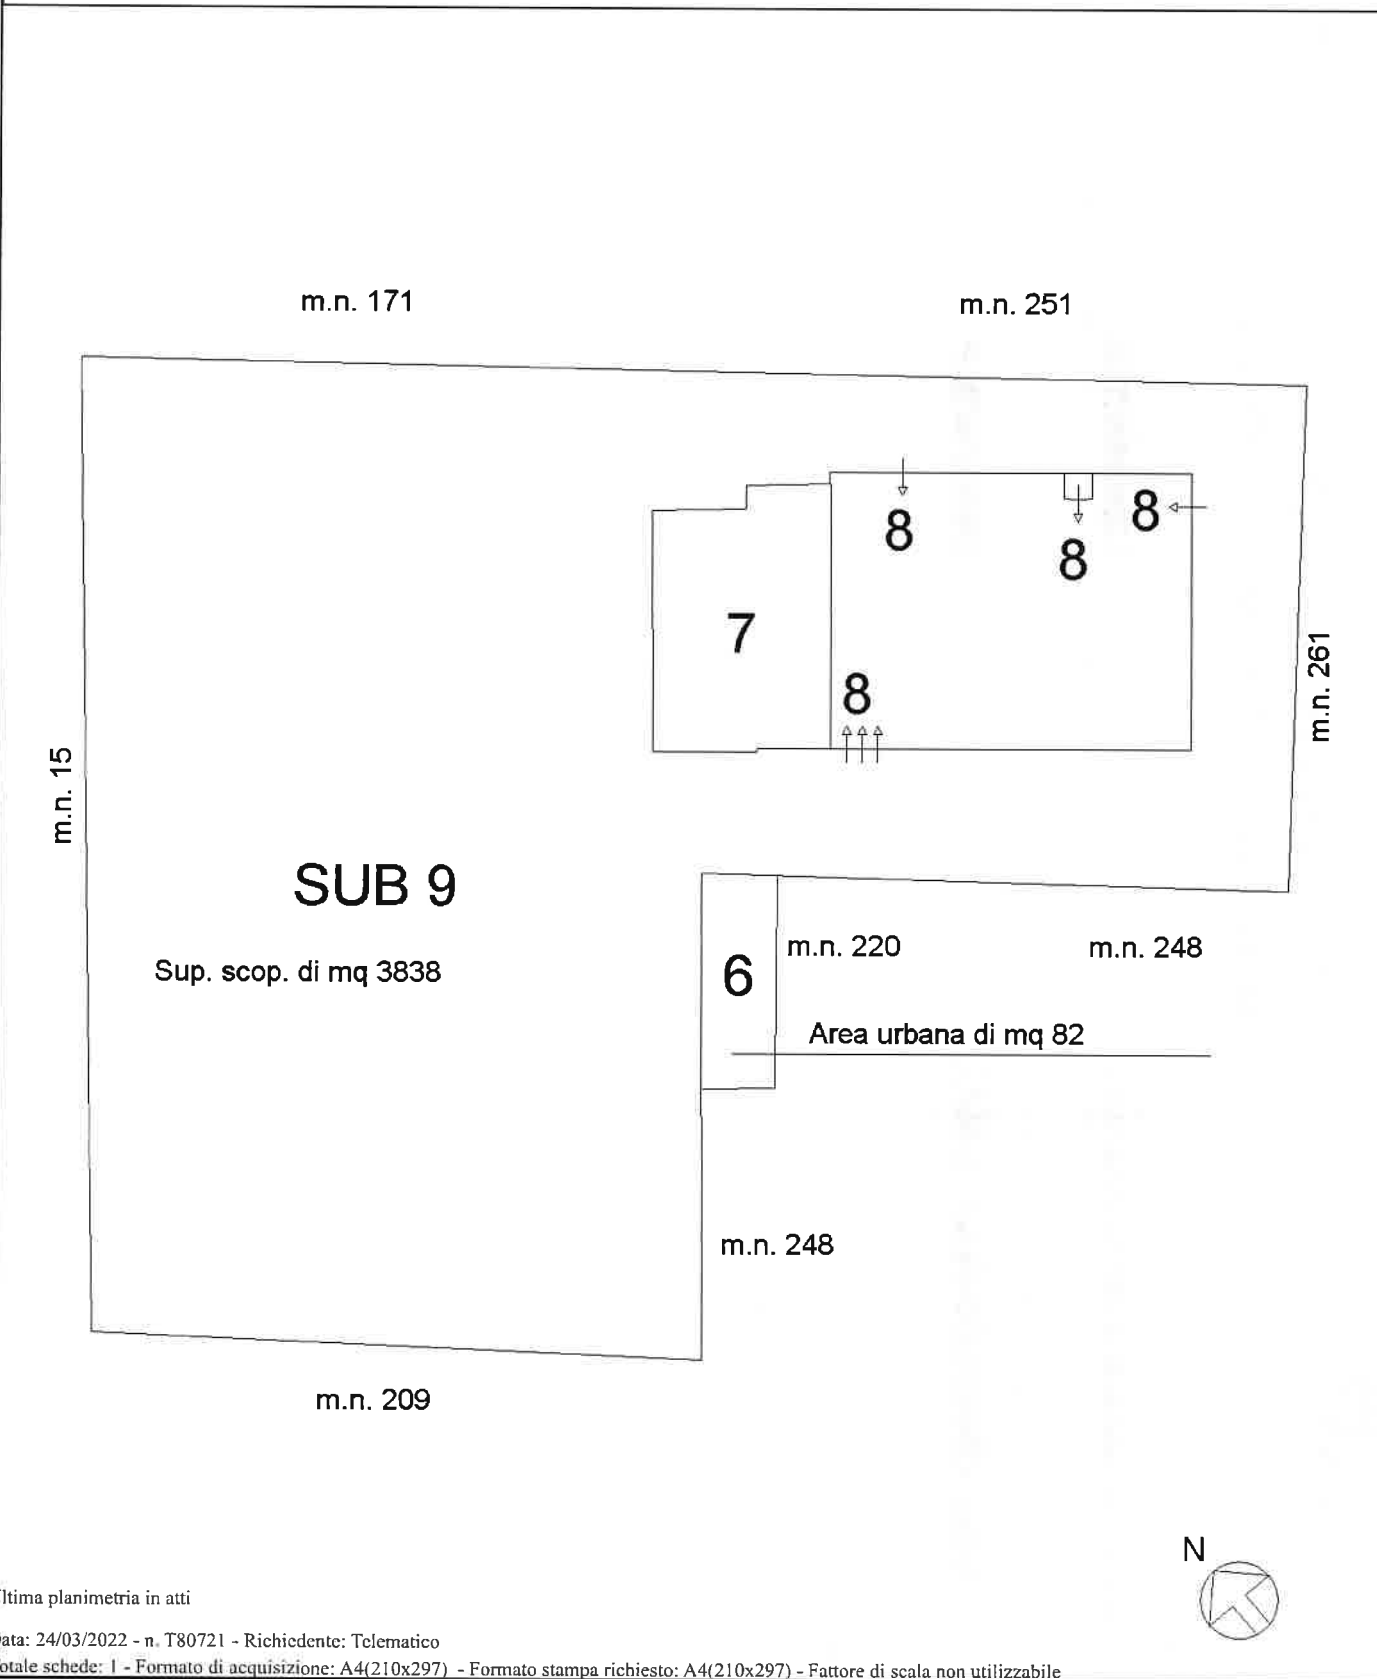 m.n. 171
m.n. 251
8
8
8
7
m.n. 261
8
m.n. 15
SUB 9
m.n. 220
m.n. 248
Sup. scop. di mq 3838
6
Area urbana di mq 82
m.n. 248
m.n. 209
N
ltima planimetria in atti
ata: 24/03/2022 - n. T80721 - Richiedente: Telematico
otale schede: 1 - Formato di acquisizione: A4(210x297) - Formato stampa richiesto: A4(210x297) - Fattore di scala non utilizzabile